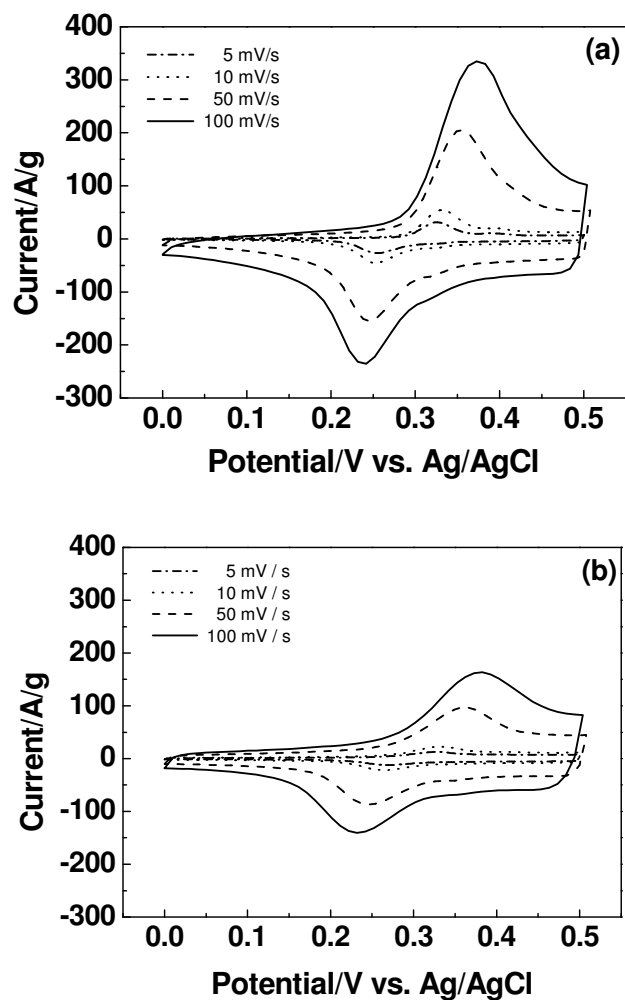 (a)
5 mV/s
10 mV/s
50 mV/s
100 mV/s
400
300
200
100
0
-100
-200
-300
Current/A/g
0.0 0.1 0.2 0.3 0.4 0.5
Potential/V vs. Ag/AgCl
(b)
5 mV / s
10 mV / s
50 mV / s
100 mV / s
400
300
200
100
0
-100
-200
-300
Current/A/g
0.0 0.1 0.2 0.3 0.4 0.5
Potential/V vs. Ag/AgCl